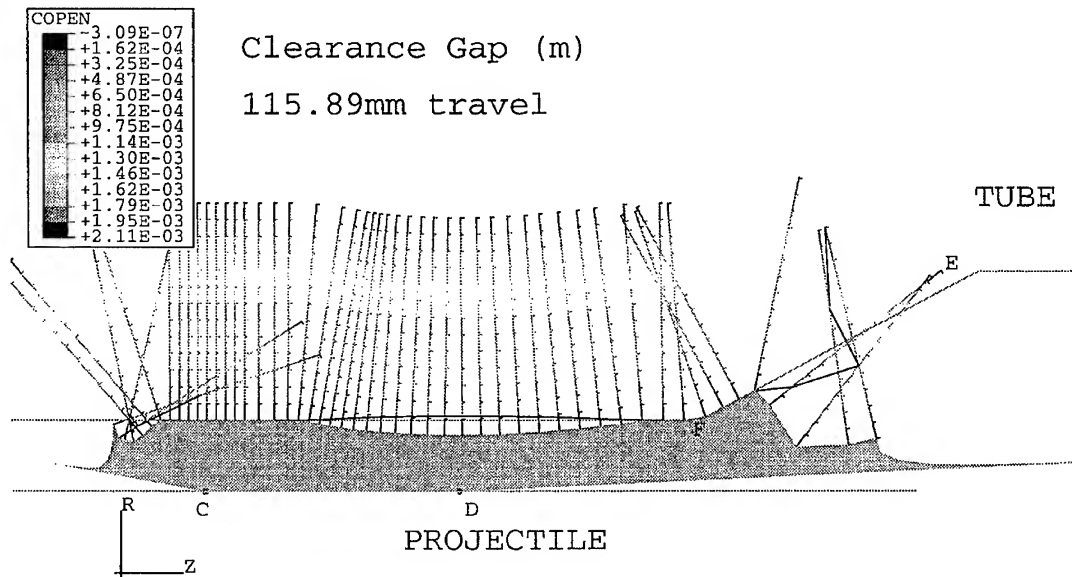 COPEN
-3.09E-07
+1.62E-04
+3.25E-04
+4.87E-04
+6.50E-04
+8.12E-04
+9.75E-04
+1.14E-03
+1.30E-03
+1.46E-03
+1.62E-03
+1.79E-03
+1.95E-03
+2.11E-03
Clearance Gap (m)
115.89mm travel
TUBE
E
F
R
C
D
PROJECTILE
Z